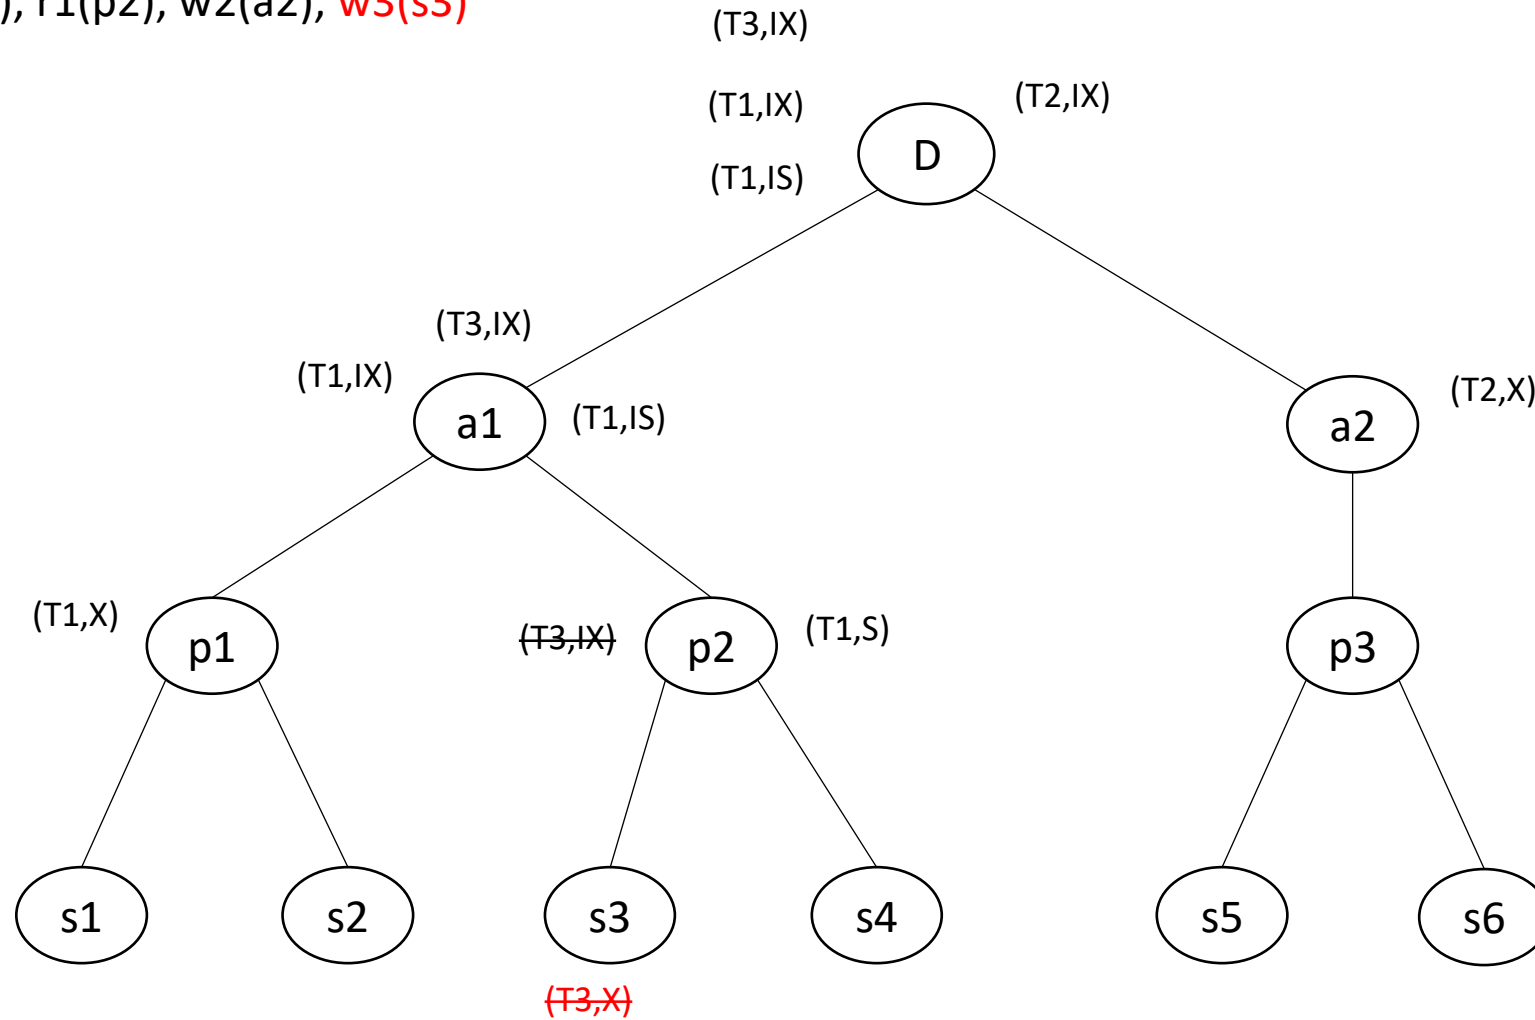 ), r1(p2), w2(a2), w3(s3)
(T3,IX)
(T1,IX)
(T2,IX)
D
(T1,IS)
(T3,IX)
(T1,IX)
a1
(T1,IS)
a2
(T2,X)
(T1,X)
p1
(T3,IX)
p2
(T1,S)
p3
s1
s2
s3
s4
s5
s6
(T3,X)